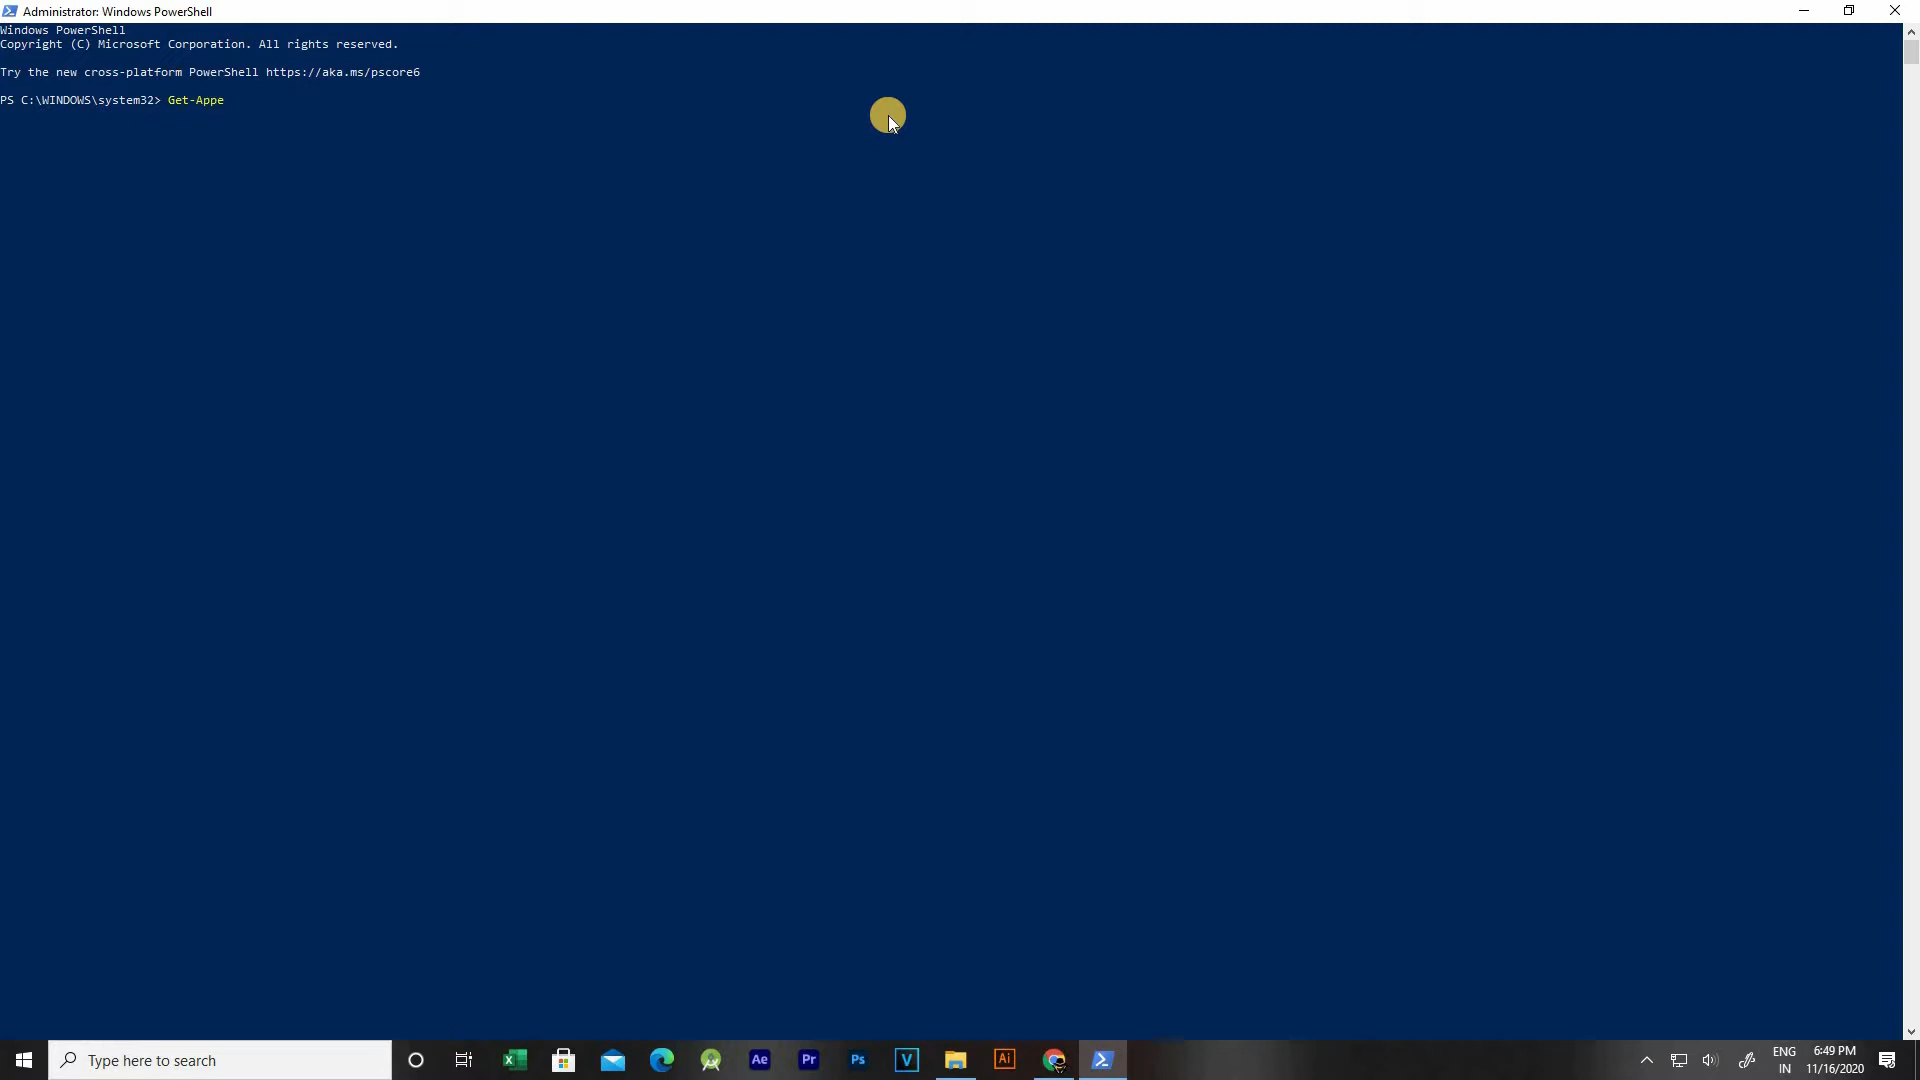 Administrator: Windows PowerShell
Windows PowerShell
Copyright (C) Microsoft Corporation. All rights reserved.
Try the new cross-platform PowerShell https://aka.ms/pscore6
PS C:\WINDOWS\system32> Get-Appe
Type here to search
Ae
Pr
Ps
V
Ai
ENG
IN
6:49 PM
11/16/2020